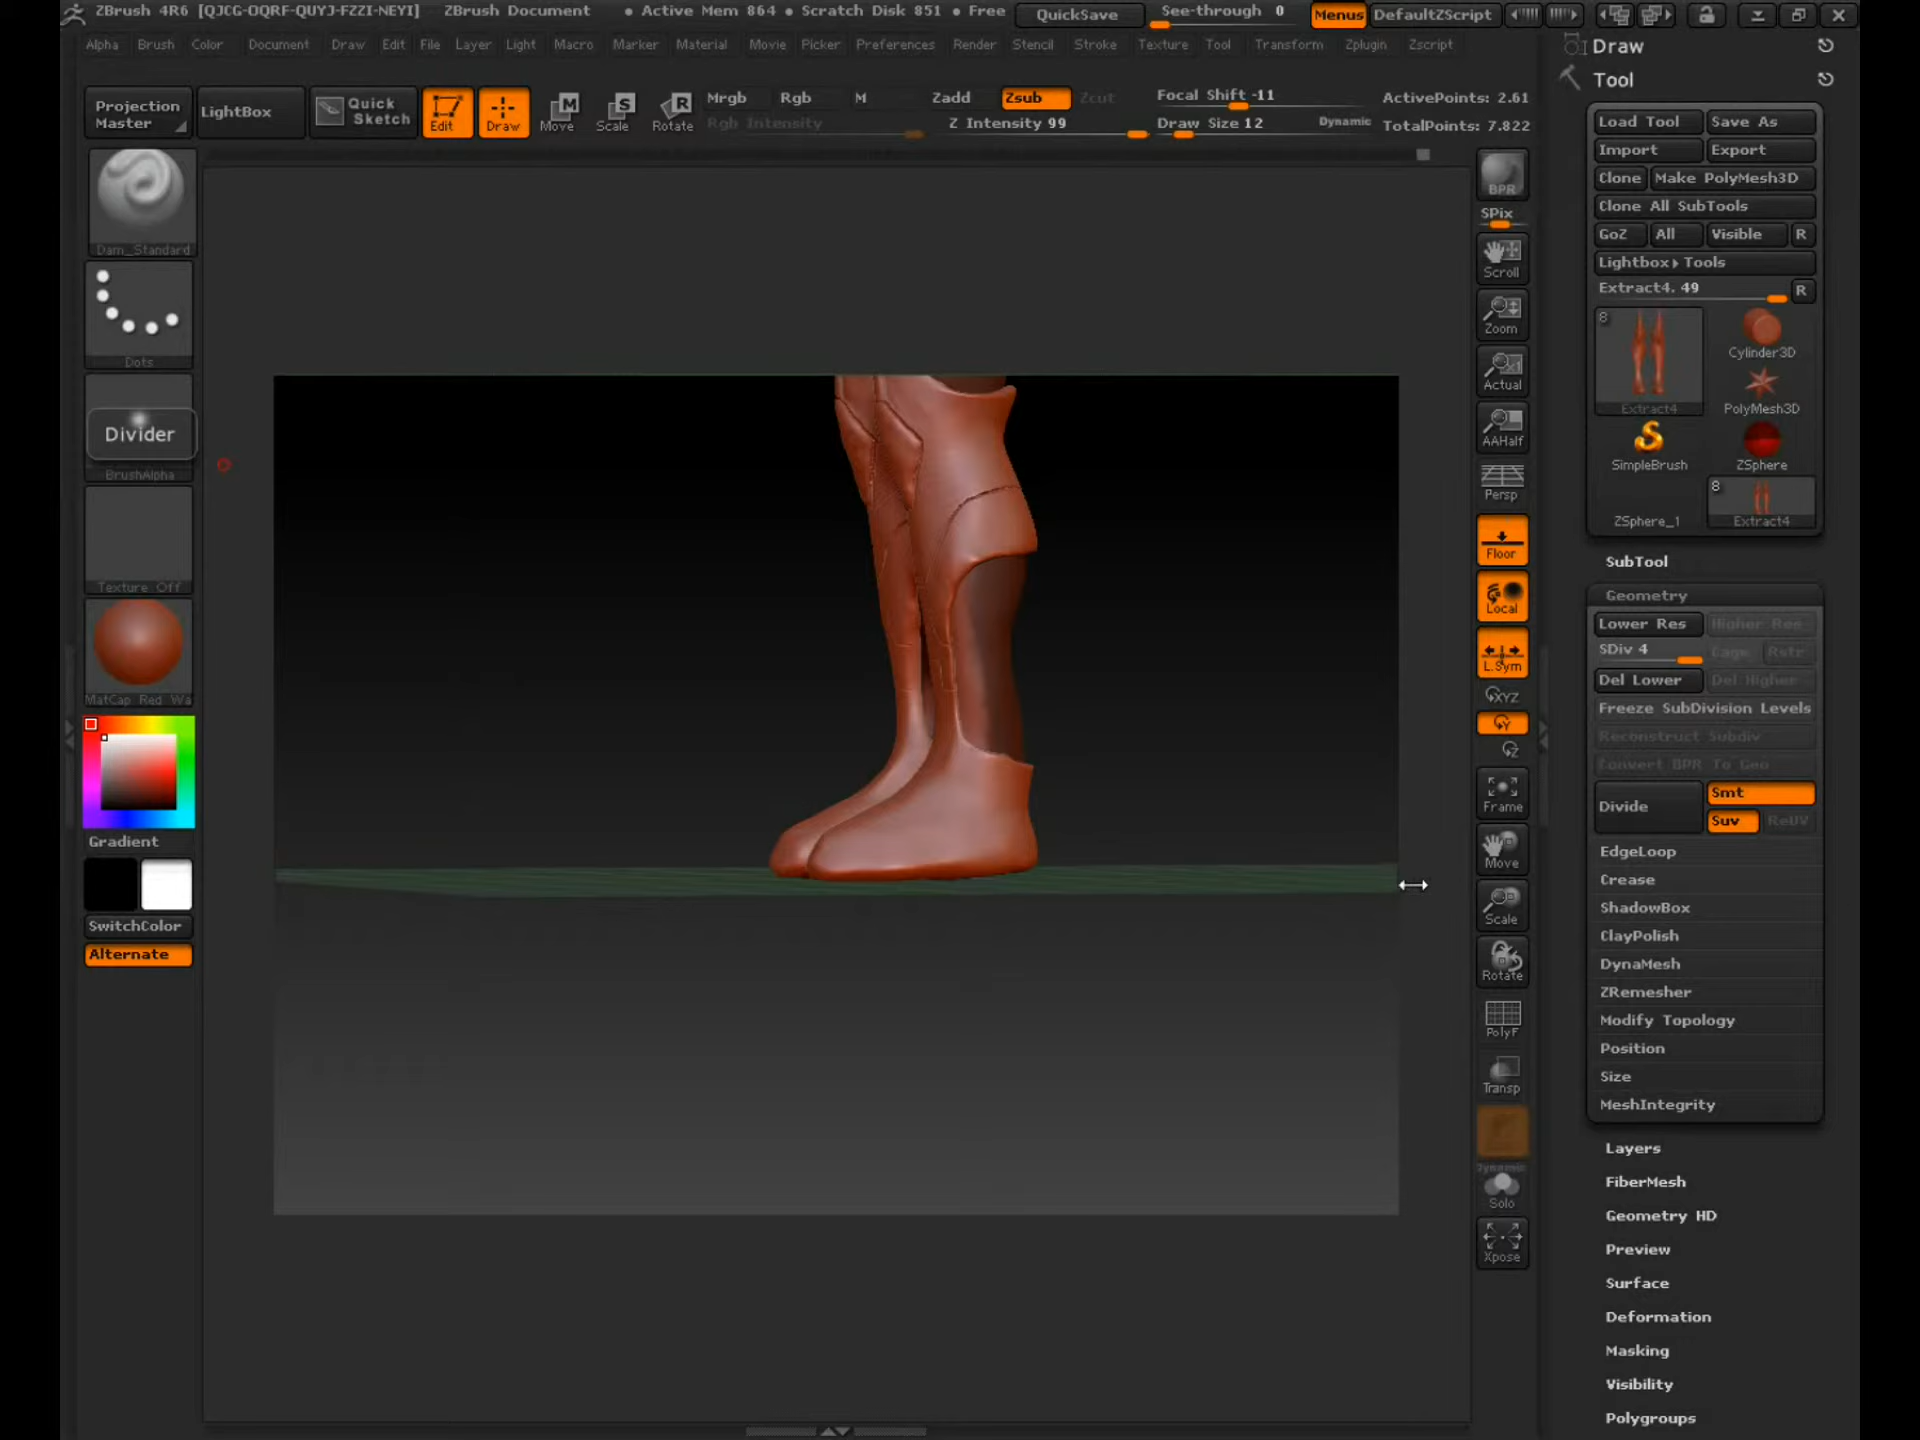 ZBrush 4R6 [QJCG-OQRF-QUYJ-FZZI-NEYI] ZBrush Document • Active Mem 864 • Scratch Disk 851 • Free QuickSave See-through 0 Menus DefaultZScript
Alpha Brush Color Document Draw Edit File Layer Light Macro Marker Material Movie Picker Preferences Render Stencil Stroke Texture Tool Transform Zplugin Zscript
Projection Master
LightBox
Quick Sketch
Edit
Draw
Move
Scale
Rotate
Mrgb Rgb M
Rgb Intensity
Zadd Zsub Zcut
Z Intensity 99
Focal Shift -11
Draw Size 12 Dynamic
ActivePoints: 2.61
TotalPoints: 7.822
Dam_Standard
Dots
Divider
BrushAlpha
Texture Off
MatCap Red Wa
Gradient
SwitchColor
Alternate
BPR
SPix
Scroll
Zoom
Actual
AAHalf
Persp
Floor
Local
L.Sym
XYZ
Y
Z
Frame
Move
Scale
Rotate
PolyF
Transp
Dynamic
Solo
Xpose
Draw
Tool
Load Tool Save As
Import Export
Clone Make PolyMesh3D
Clone All SubTools
GoZ All Visible R
Lightbox▸Tools
Extract4. 49 R
8
Extract4
Cylinder3D
PolyMesh3D
SimpleBrush
ZSphere
ZSphere_1
8
Extract4
SubTool
Geometry
Lower Res Higher Res
SDiv 4 Cage Rstr
Del Lower Del Higher
Freeze SubDivision Levels
Reconstruct Subdiv
Convert BPR To Geo
Divide Smt
Suv ReUV
EdgeLoop
Crease
ShadowBox
ClayPolish
DynaMesh
ZRemesher
Modify Topology
Position
Size
MeshIntegrity
Layers
FiberMesh
Geometry HD
Preview
Surface
Deformation
Masking
Visibility
Polygroups